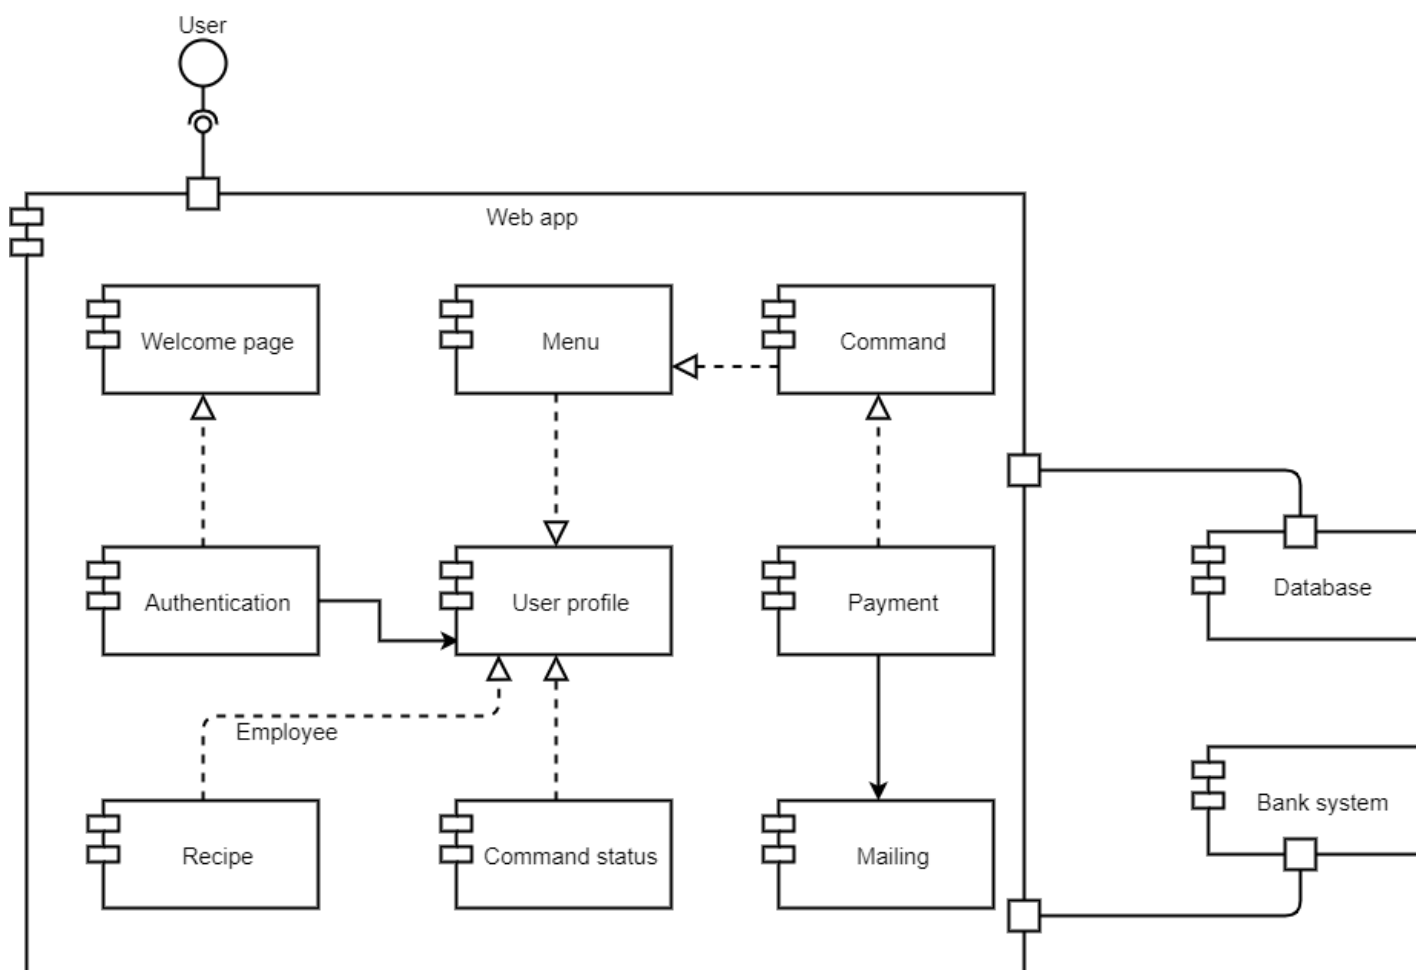 User
Web app
Welcome page
Menu
Command
Authentication
User profile
Payment
Database
Employee
Bank system
Recipe
Command status
Mailing